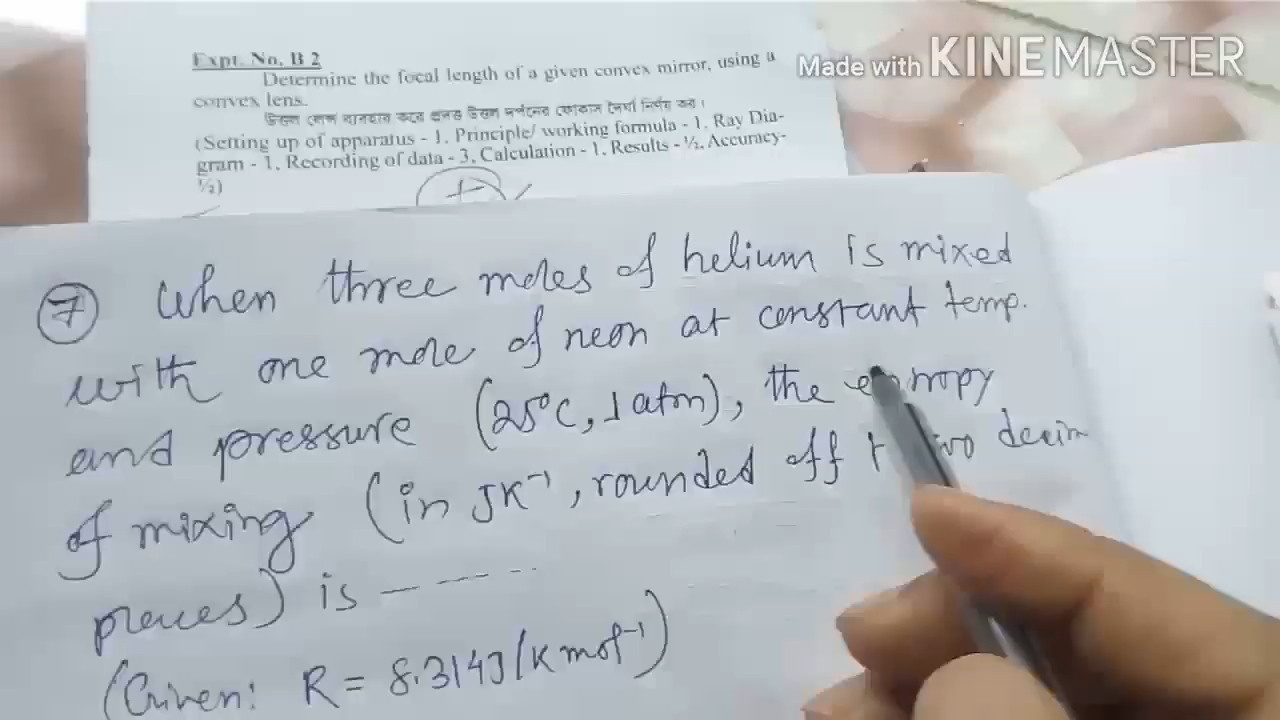 Made with KINEMASTER
Expt. No. B 2
Determine the focal length of a given convex mirror, using a
convex lens.
(Setting up of apparatus - 1, Principle/ working formula - 1, Ray Dia-
gram - 1, Recording of data - 3, Calculation - 1, Results - ½, Accuracy-
½)
⑦ When three moles of helium is mixed
with one mole of neon at constant temp.
and pressure (25°C, 1 atm), the
of mixing (in JK⁻¹, rounded off
places) is ------
(Given: R = 8.314J/K mol⁻¹)